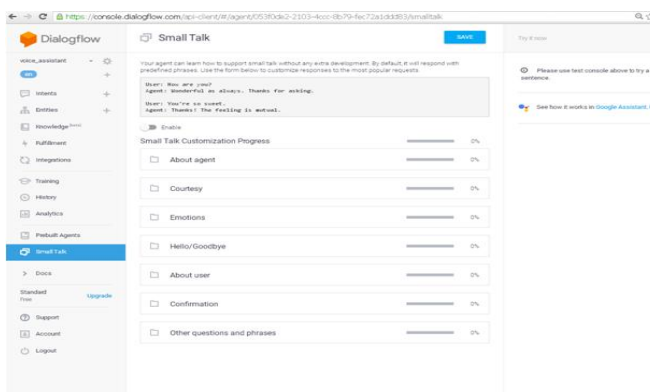 https://console.dialogflow.com/api-client/#/agent/053f0de2-2103-4ccc-8b79-fec72a1ddd83/smalltalk
Dialogflow
voice_assistant
en
Intents
Entities
Knowledge [beta]
Fulfillment
Integrations
Training
History
Analytics
Prebuilt Agents
Small Talk
Docs
Standard
Free
Upgrade
Support
Account
Logout
Small Talk
SAVE
Your agent can learn how to support small talk without any extra development. By default, it will respond with
predefined phrases. Use the form below to customize responses to the most popular requests.
User: How are you?
Agent: Wonderful as always. Thanks for asking.
User: You're so sweet.
Agent: Thanks! The feeling is mutual.
Enable
Small Talk Customization Progress 0%
About agent 0%
Courtesy 0%
Emotions 0%
Hello/Goodbye 0%
About user 0%
Confirmation 0%
Other questions and phrases 0%
Try it now
Please use test console above to try a
sentence.
See how it works in Google Assistant.